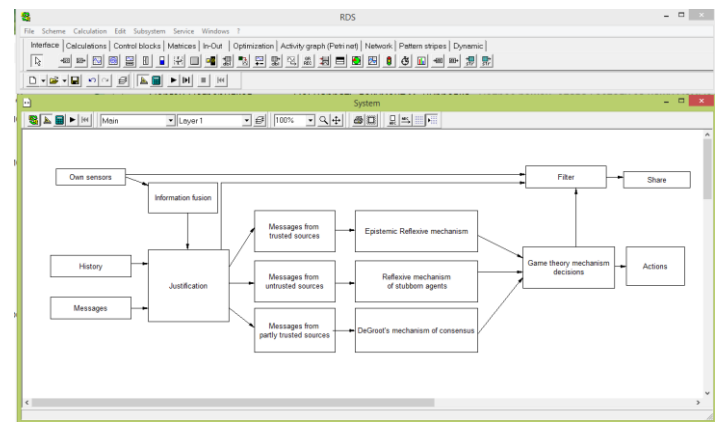 RDS
File Scheme Calculation Edit Subsystem Service Windows ?
Interface Calculations Control blocks Matrices In-Out Optimization Activity graph (Petri net) Network Pattern stripes Dynamic
System
Main Layer 1 100%
Own sensors
Filter
Share
Information fusion
Messages from
trusted sources
Epistemic Reflexive mechanism
History
Justification
Messages from
untrusted sources
Reflexive mechanism
of stubborn agents
Game theory mechanism
decisions
Actions
Messages
Messages from
partly trusted sources
DeGroot's mechanism of consensus